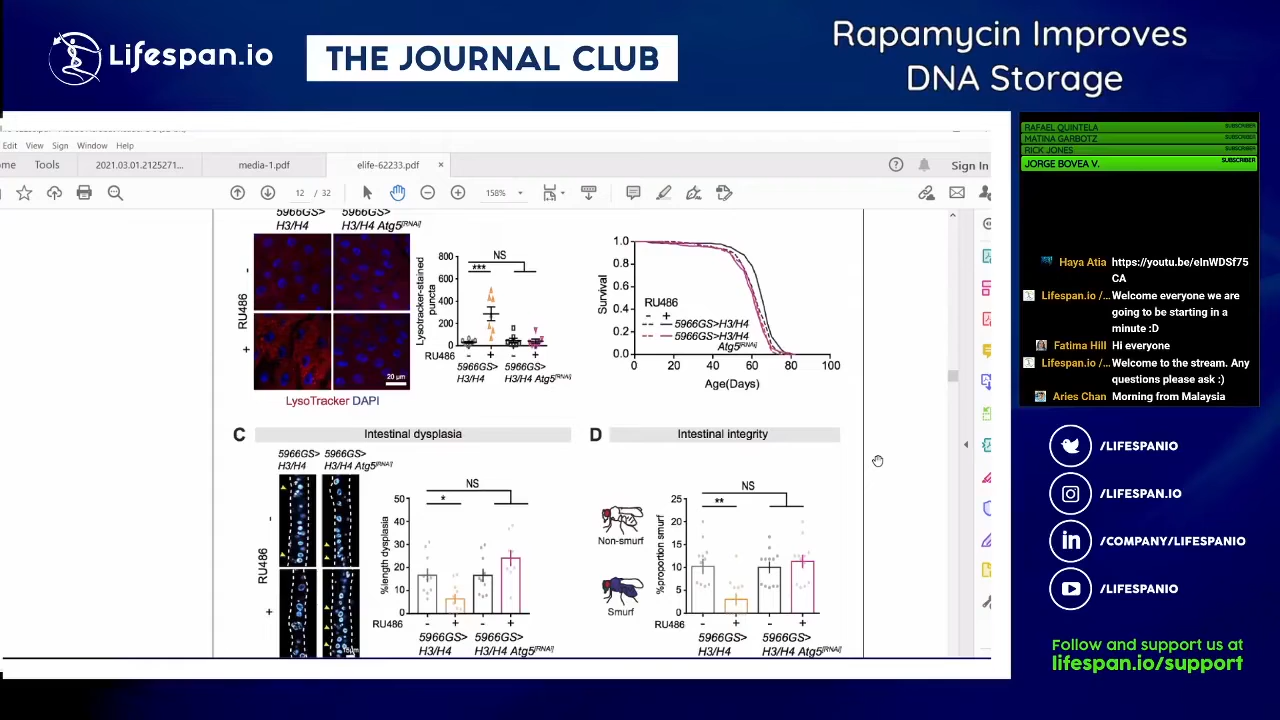 Lifespan.io
THE JOURNAL CLUB
Rapamycin Improves
DNA Storage
Edit View Sign Window Help
Tools
2021.03.01.2125271...
media-1.pdf
elife-62233.pdf ×
Sign In
12 / 32
158%
5966GS> 5966GS>
H3/H4 H3/H4 Atg5[RNAi]
RU486
-
+
20 µm
LysoTracker DAPI
Lysotracker-stained
puncta
800
600
400
200
0
NS
***
RU486 - + - +
5966GS> 5966GS>
H3/H4 H3/H4 Atg5[RNAi]
Survival
1.0
0.8
0.6
0.4
0.2
0.0
RU486
- +
5966GS>H3/H4
5966GS>H3/H4
Atg5[RNAi]
0 20 40 60 80 100
Age(Days)
C Intestinal dysplasia
5966GS> 5966GS>
H3/H4 H3/H4 Atg5[RNAi]
RU486
-
+
%length dysplasia
50
40
30
20
10
0
NS
*
RU486 - + - +
5966GS> 5966GS>
H3/H4 H3/H4 Atg5[RNAi]
D Intestinal integrity
Non-smurf
Smurf
%proportion smurf
25
20
15
10
5
0
NS
**
RU486 - + - +
5966GS> 5966GS>
H3/H4 H3/H4 Atg5[RNAi]
RAFAEL QUINTELA SUBSCRIBER
MATINA GARBOTZ SUBSCRIBER
RICK JONES SUBSCRIBER
JORGE BOVEA V. SUBSCRIBER
Haya Atia https://youtu.be/eInWDSf75
CA
Lifespan.io /... Welcome everyone we are
going to be starting in a
minute :D
Fatima Hill Hi everyone
Lifespan.io /... Welcome to the stream. Any
questions please ask :)
Aries Chan Morning from Malaysia
/LIFESPANIO
/LIFESPAN.IO
/COMPANY/LIFESPANIO
/LIFESPANIO
Follow and support us at
lifespan.io/support